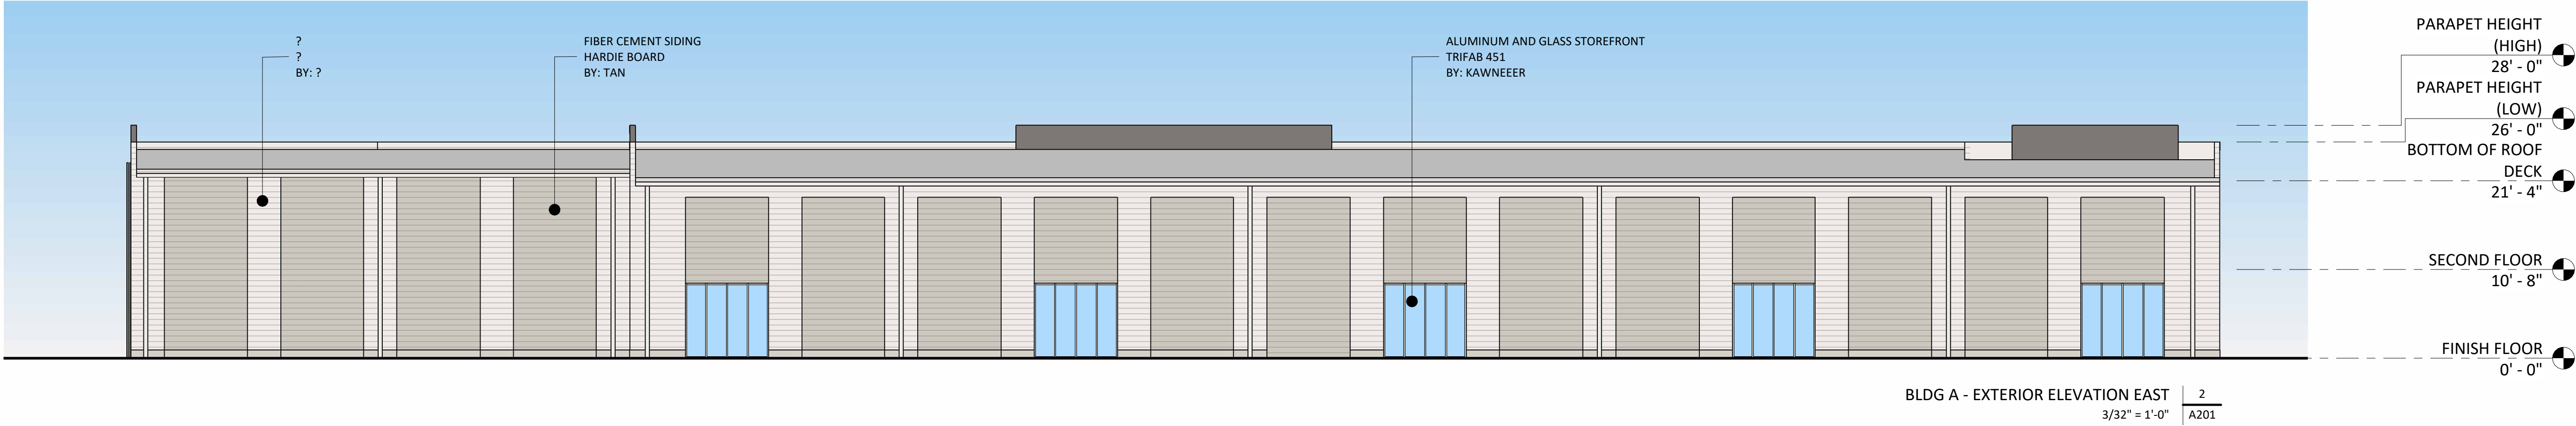 ?
?
BY: ?
FIBER CEMENT SIDING
HARDIE BOARD
BY: TAN
ALUMINUM AND GLASS STOREFRONT
TRIFAB 451
BY: KAWNEEER
PARAPET HEIGHT
(HIGH)
28' - 0"
PARAPET HEIGHT
(LOW)
26' - 0"
BOTTOM OF ROOF
DECK
21' - 4"
SECOND FLOOR
10' - 8"
FINISH FLOOR
0' - 0"
BLDG A - EXTERIOR ELEVATION EAST
3/32" = 1'-0"
2
A201